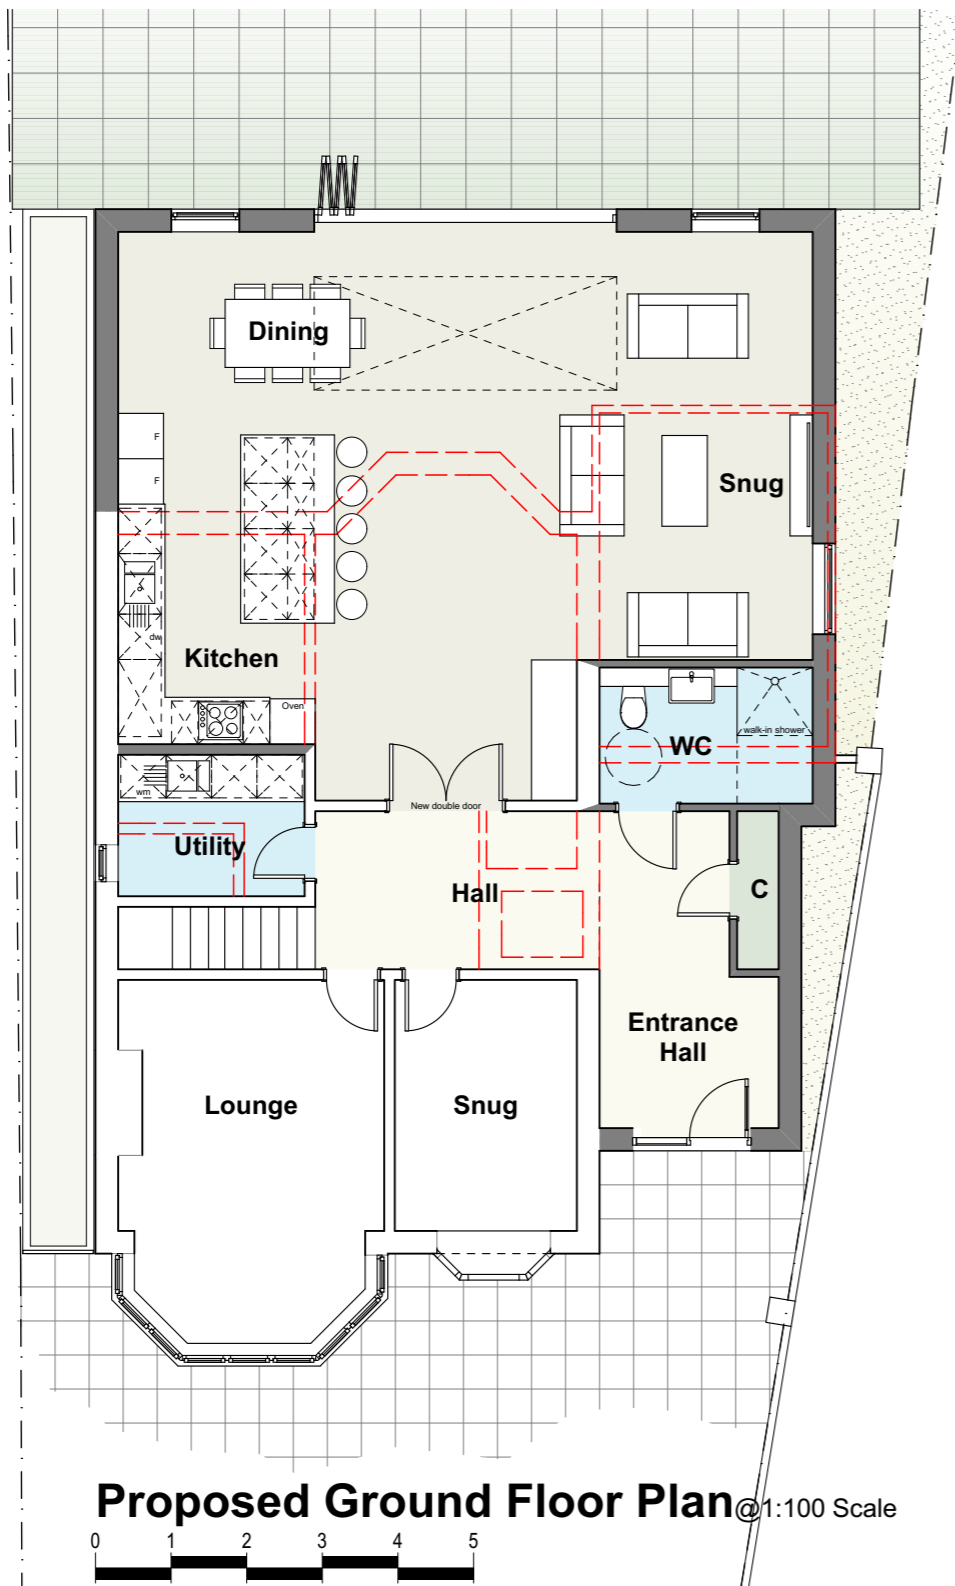 Dining
F
F
Snug
dw
Kitchen
Oven
walk-in shower
WC
wm
New double door
Utility
Hall
C
Entrance
Hall
Lounge
Snug
Proposed Ground Floor Plan@1:100 Scale
0 1 2 3 4 5